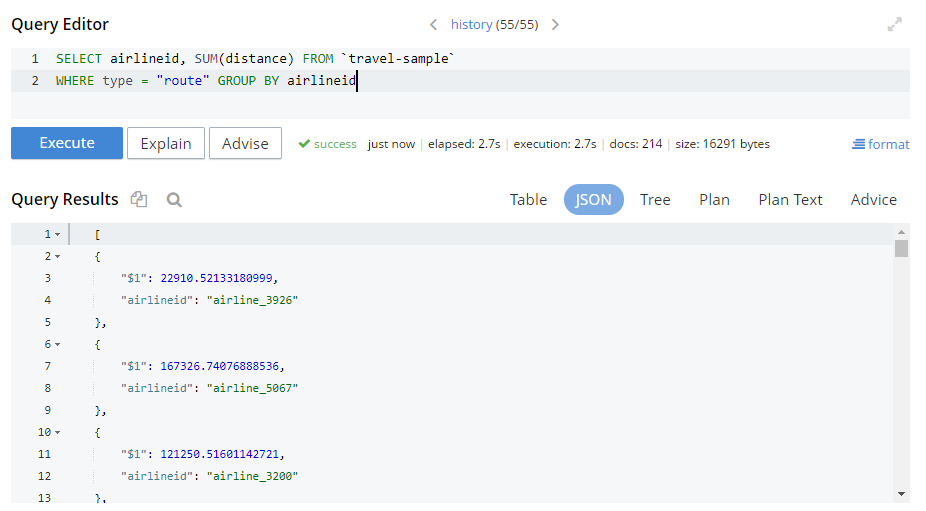 Query Editor
history (55/55)
1 SELECT airlineid, SUM(distance) FROM `travel-sample`
2 WHERE type = "route" GROUP BY airlineid
Execute Explain Advise success just now | elapsed: 2.7s | execution: 2.7s | docs: 214 | size: 16291 bytes format
Query Results Table JSON Tree Plan Plan Text Advice
1 [
2 {
3 "$1": 22910.52133180999,
4 "airlineid": "airline_3926"
5 },
6 {
7 "$1": 167326.74076888536,
8 "airlineid": "airline_5067"
9 },
10 {
11 "$1": 121250.51601142721,
12 "airlineid": "airline_3200"
13 },